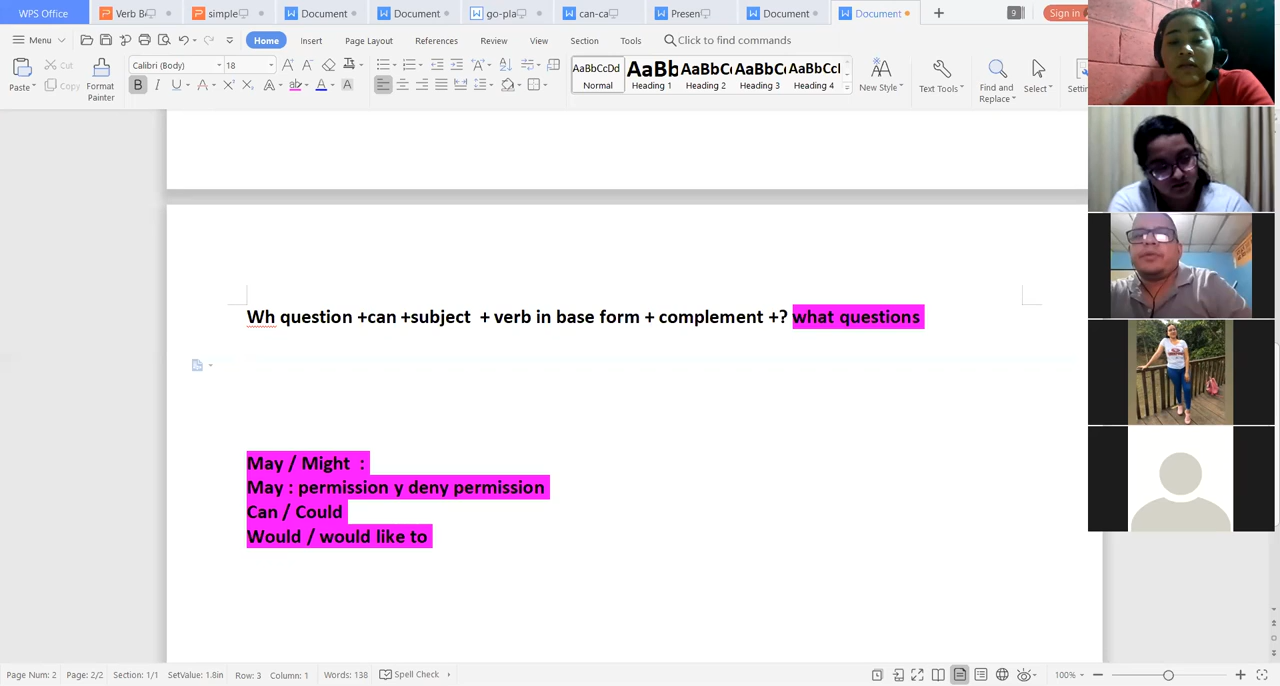 WPS Office
Verb B
simple
Document
Document
go-pla
can-ca
Presen
Document
Document
9
Sign in
Menu
Home
Insert
Page Layout
References
Review
View
Section
Tools
Click to find commands
Paste
Cut
Copy
Format Painter
Calibri (Body)
18
AaBbCcDd
Normal
AaBb
Heading 1
AaBbC
Heading 2
AaBbC
Heading 3
AaBbCcl
Heading 4
New Style
Text Tools
Find and Replace
Select
Settin
Wh question +can +subject + verb in base form + complement +? what questions
May / Might :
May : permission y deny permission
Can / Could
Would / would like to
Page Num: 2
Page: 2/2
Section: 1/1
SetValue: 1.8in
Row: 3
Column: 1
Words: 138
Spell Check
100%